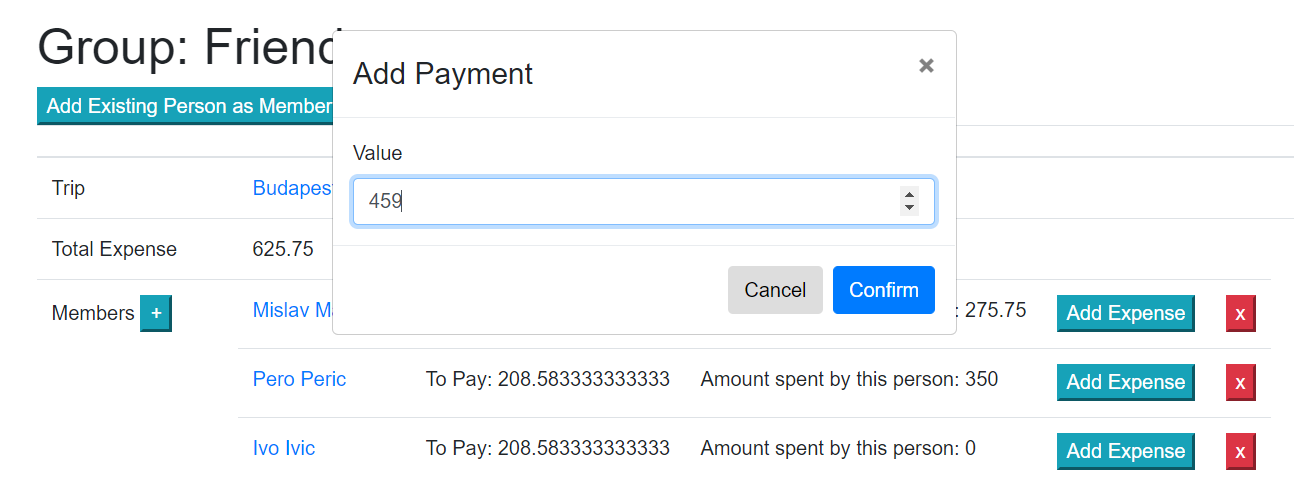 Group: Friend
Add Payment ×
Add Existing Person as Member
Value
459
Trip Budapes
Total Expense 625.75
Cancel Confirm
Members + Mislav M : 275.75 Add Expense x
Pero Peric To Pay: 208.583333333333 Amount spent by this person: 350 Add Expense x
Ivo Ivic To Pay: 208.583333333333 Amount spent by this person: 0 Add Expense x